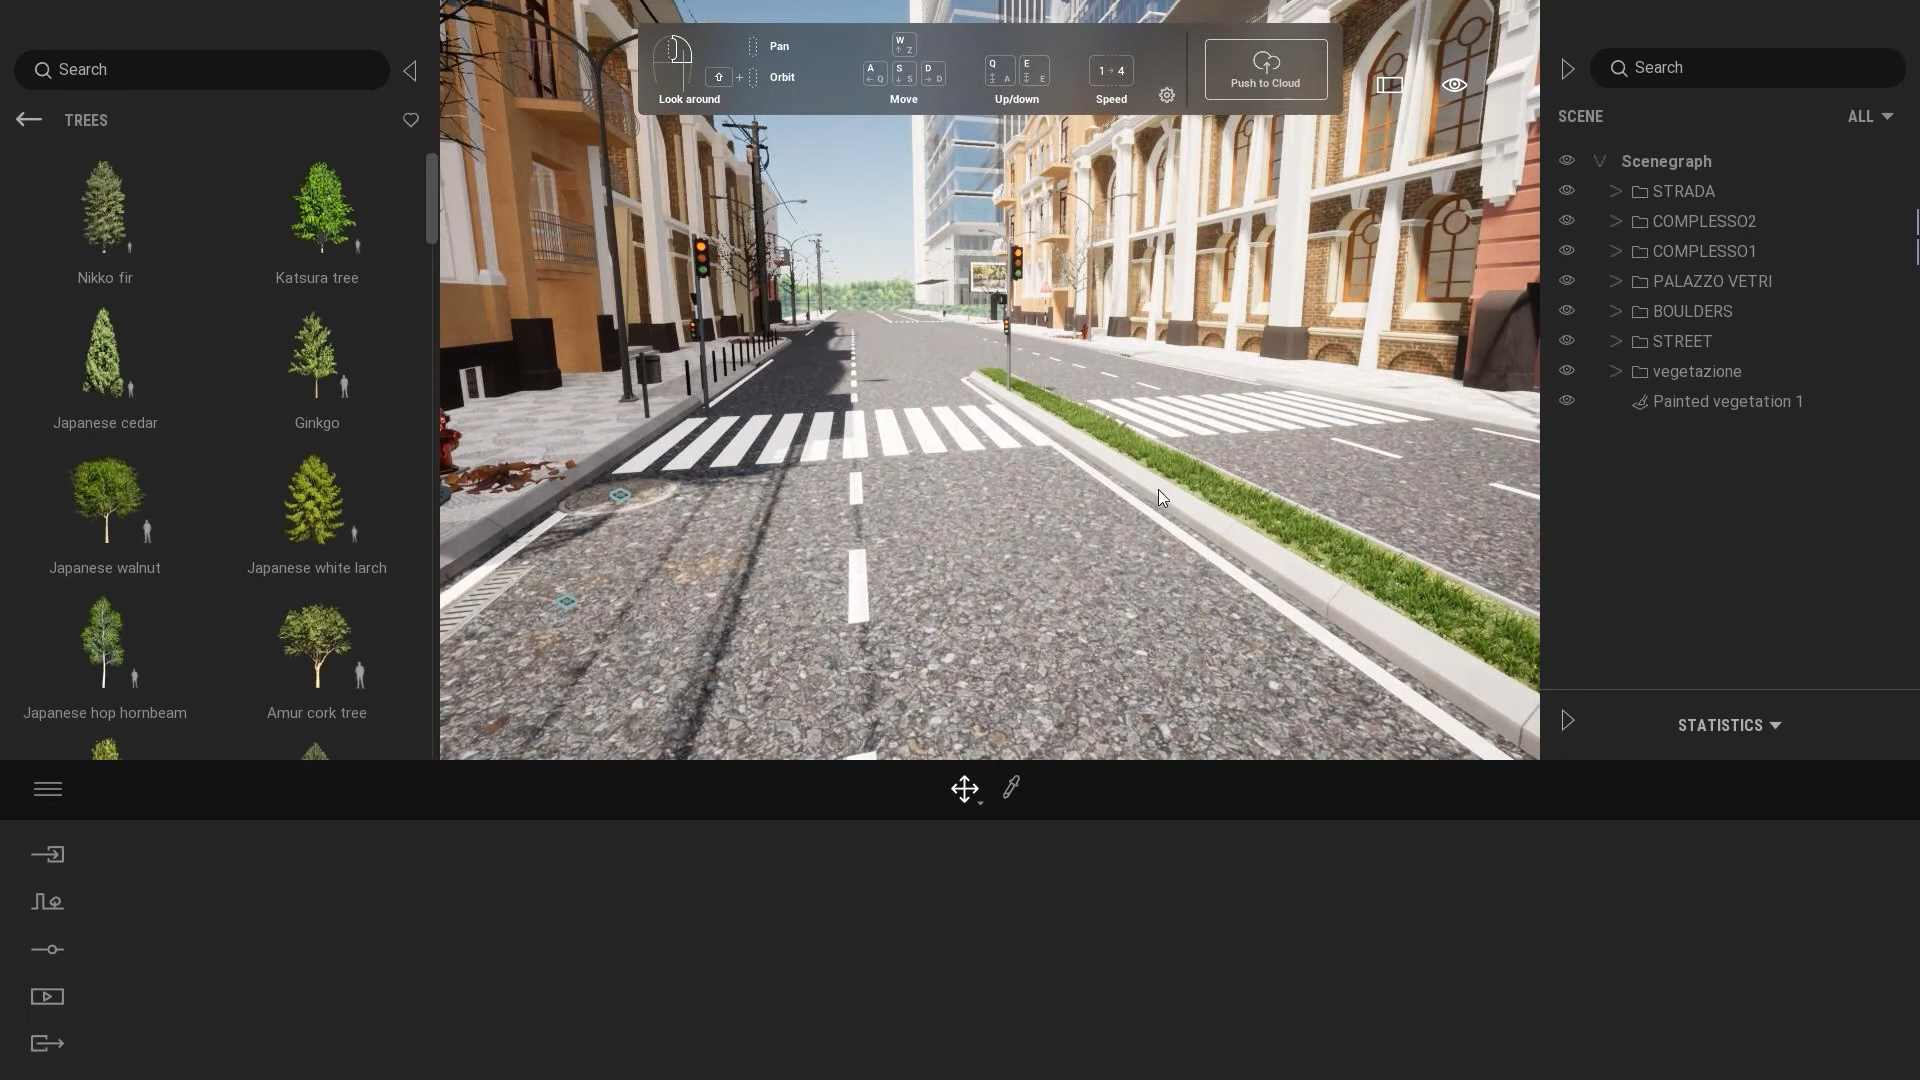 Search
TREES
Nikko fir
Katsura tree
Japanese cedar
Ginkgo
Japanese walnut
Japanese white larch
Japanese hop hornbeam
Amur cork tree
Pan
+
Orbit
Look around
W
Z
A
Q
S
S
D
D
Move
Q
A
E
E
Up/down
1 → 4
Speed
Push to Cloud
Search
SCENE
ALL
Scenegraph
STRADA
COMPLESSO2
COMPLESSO1
PALAZZO VETRI
BOULDERS
STREET
vegetazione
Painted vegetation 1
STATISTICS